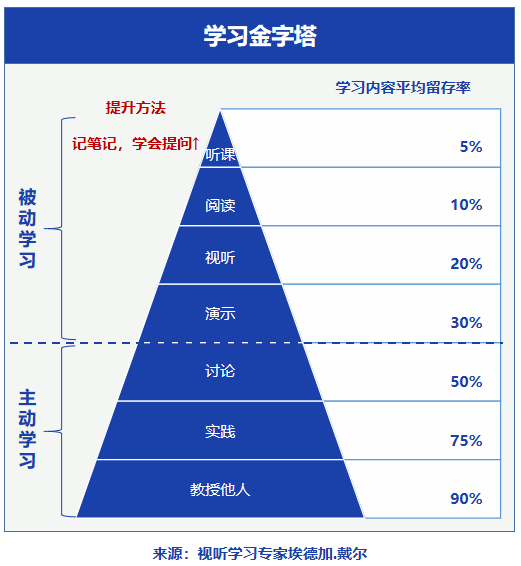 学习金字塔
学习内容平均留存率
提升方法
记笔记，学会提问
听课
5%
阅读
10%
视听
20%
演示
30%
被动学习
讨论
50%
实践
75%
教授他人
90%
主动学习
来源：视听学习专家埃德加.戴尔